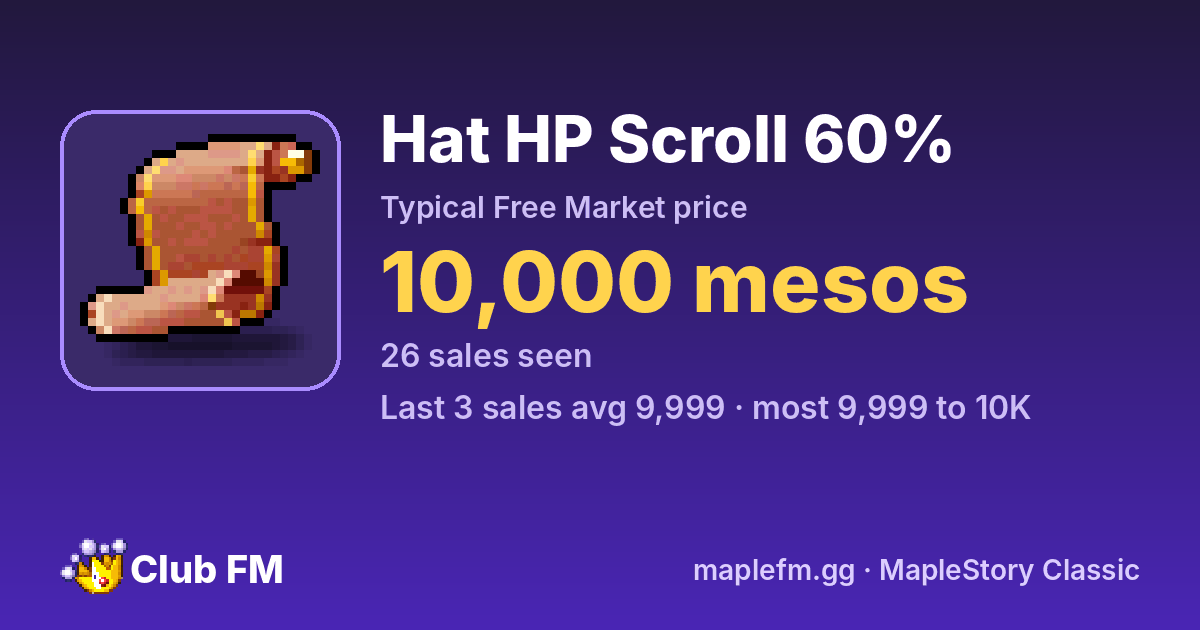 Hat HP Scroll 60%
Typical Free Market price
10,000 mesos
26 sales seen
Last 3 sales avg 9,999 · most 9,999 to 10K
Club FM
maplefm.gg · MapleStory Classic